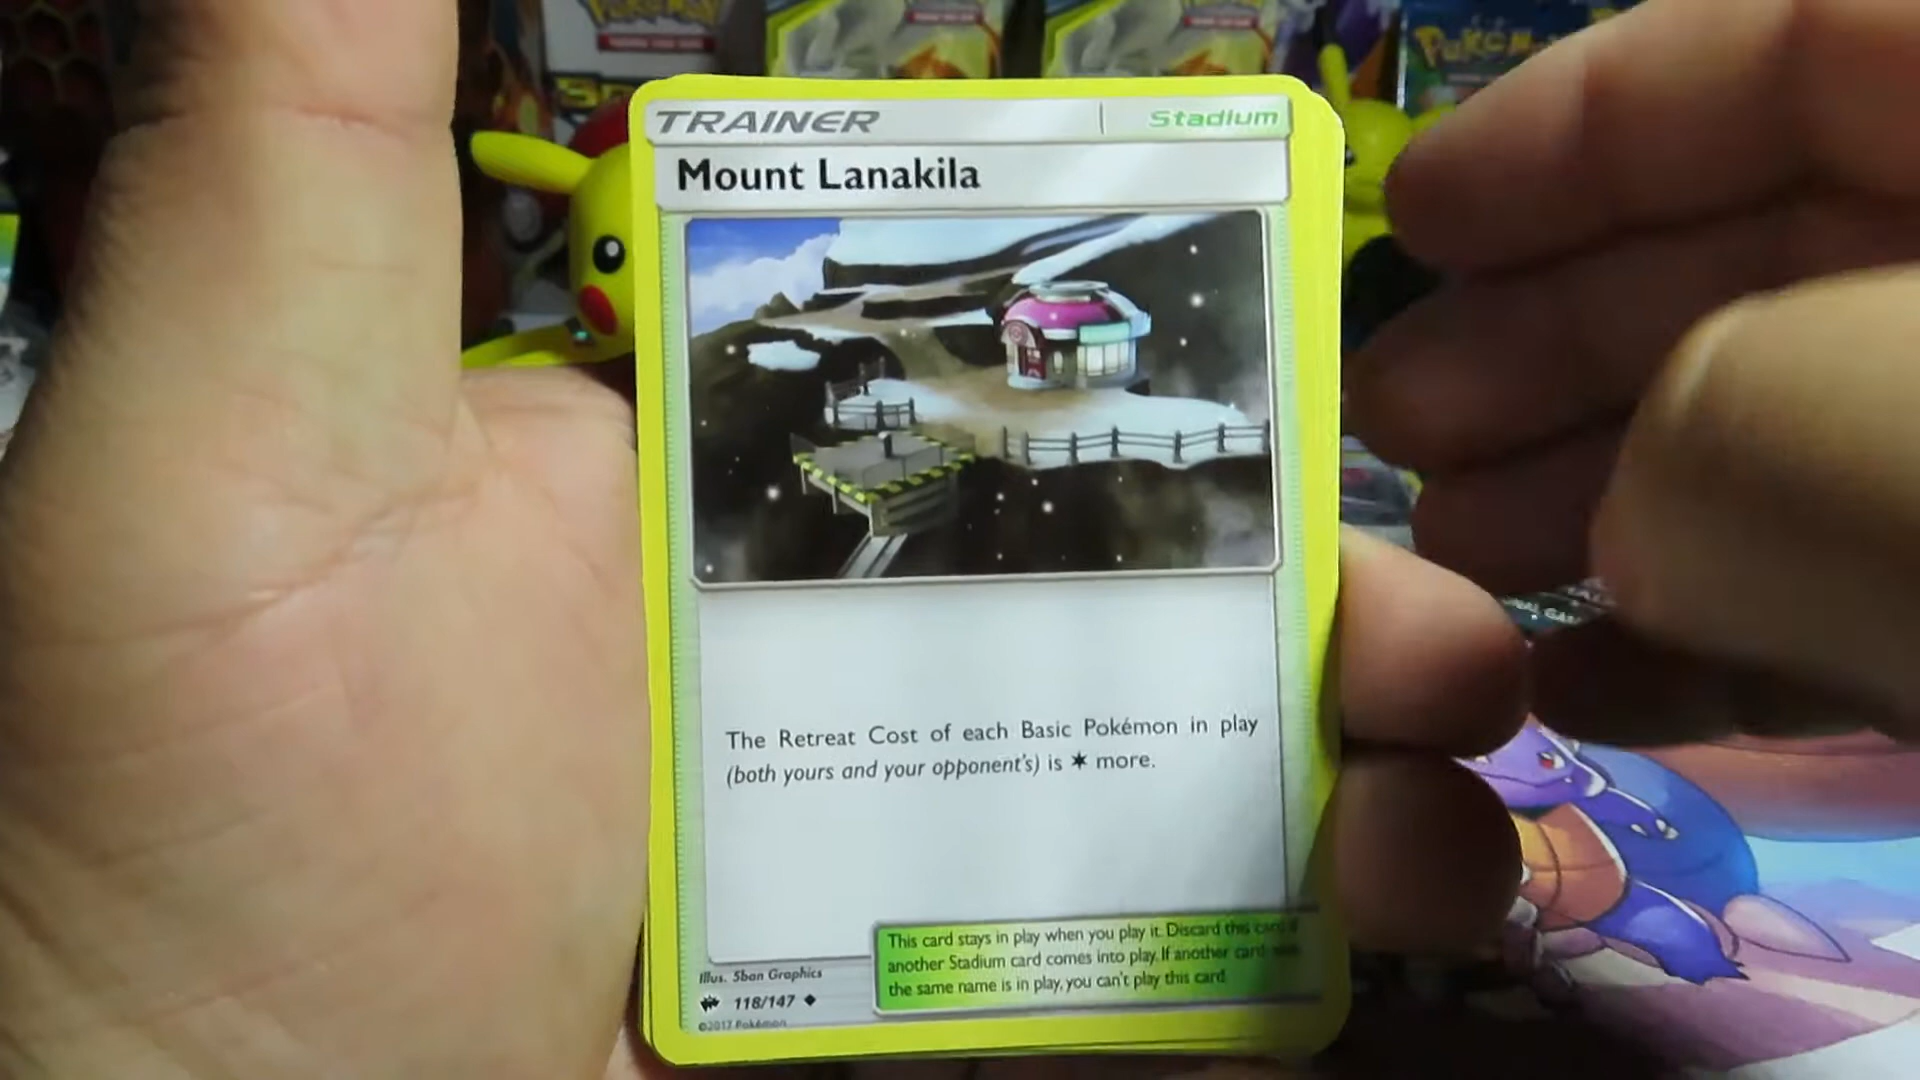 Pokémon
TRAINER Stadium
Mount Lanakila
The Retreat Cost of each Basic Pokémon in play
(both yours and your opponent's) is ✶ more.
This card stays in play when you play it. Discard this card if
another Stadium card comes into play. If another card
the same name is in play, you can't play this card
Illus. 5ban Graphics
118/147 ◆
©2017 Pokémon